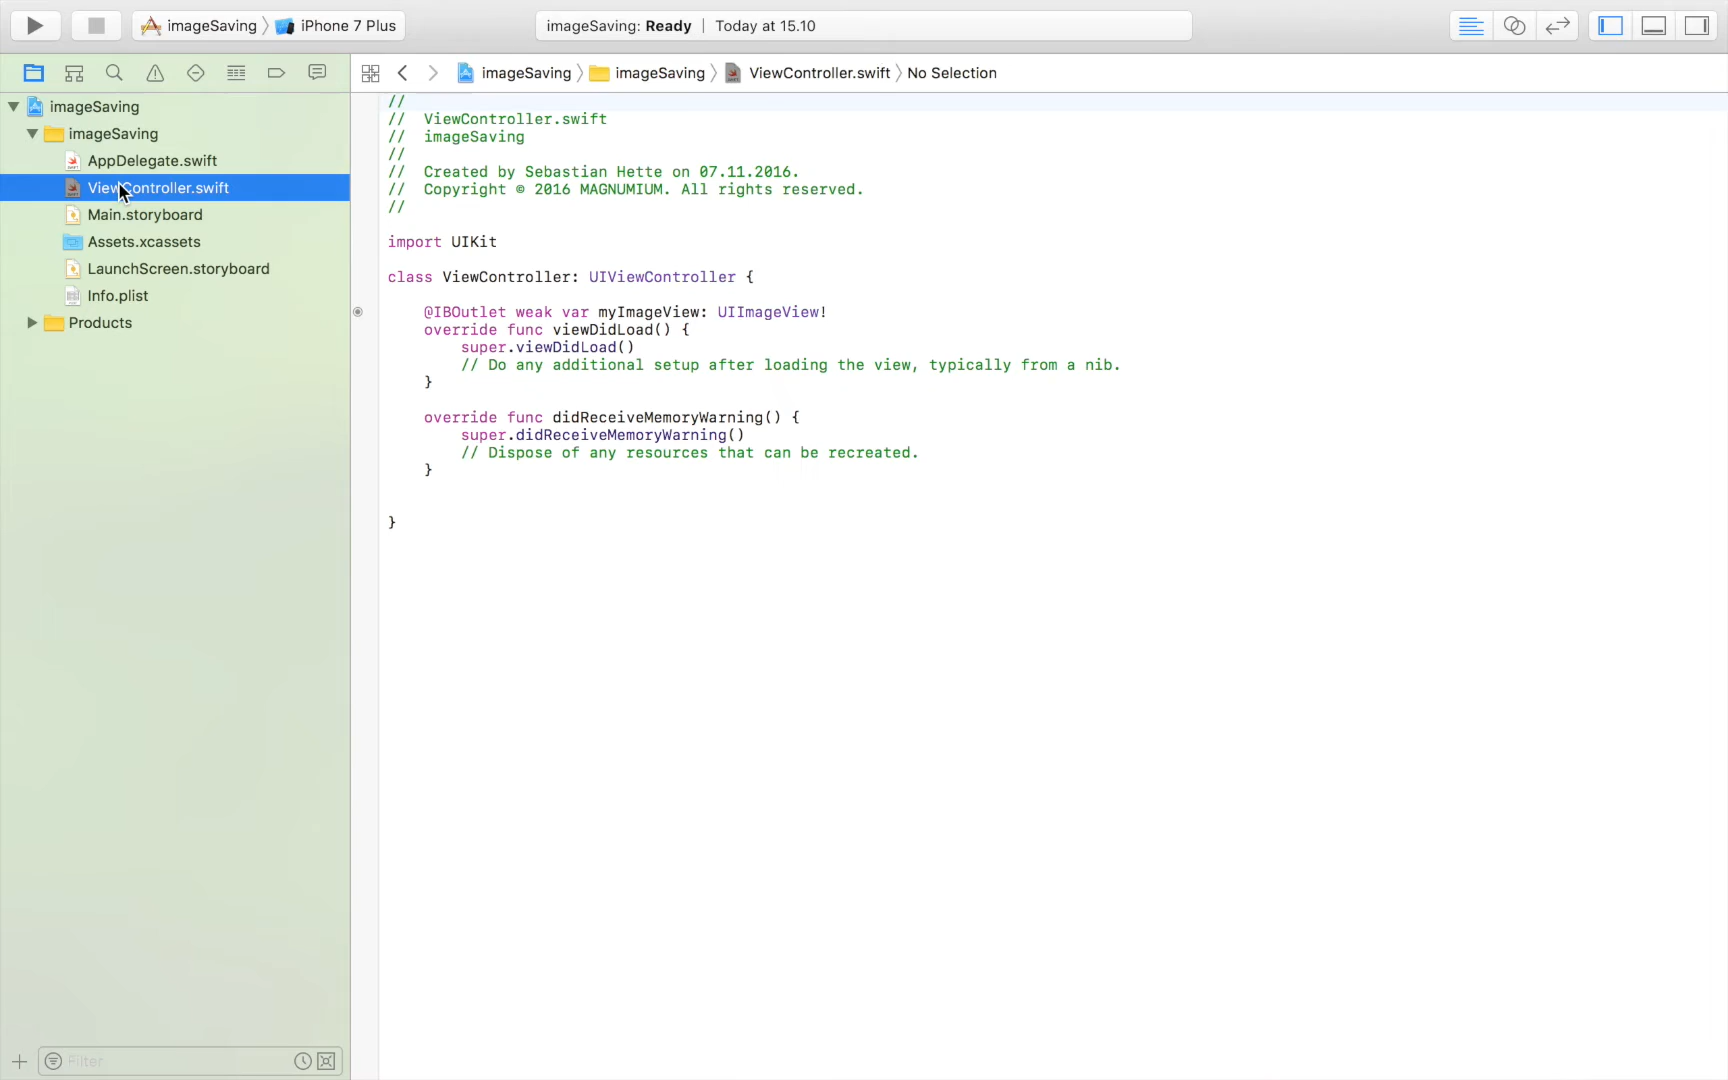 imageSaving iPhone 7 Plus
imageSaving: Ready | Today at 15.10
imageSaving imageSaving ViewController.swift No Selection
imageSaving
imageSaving
AppDelegate.swift
ViewController.swift
Main.storyboard
Assets.xcassets
LaunchScreen.storyboard
Info.plist
Products
Filter
//
// ViewController.swift
// imageSaving
//
// Created by Sebastian Hette on 07.11.2016.
// Copyright © 2016 MAGNUMIUM. All rights reserved.
//
import UIKit
class ViewController: UIViewController {
@IBOutlet weak var myImageView: UIImageView!
override func viewDidLoad() {
super.viewDidLoad()
// Do any additional setup after loading the view, typically from a nib.
}
override func didReceiveMemoryWarning() {
super.didReceiveMemoryWarning()
// Dispose of any resources that can be recreated.
}
}